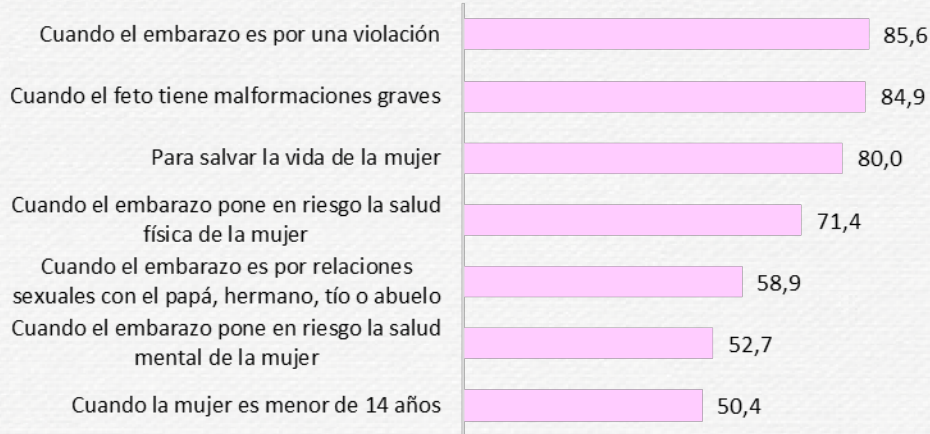 Cuando el embarazo es por una violación 85,6
Cuando el feto tiene malformaciones graves 84,9
Para salvar la vida de la mujer 80,0
Cuando el embarazo pone en riesgo la salud
física de la mujer 71,4
Cuando el embarazo es por relaciones
sexuales con el papá, hermano, tío o abuelo 58,9
Cuando el embarazo pone en riesgo la salud
mental de la mujer 52,7
Cuando la mujer es menor de 14 años 50,4